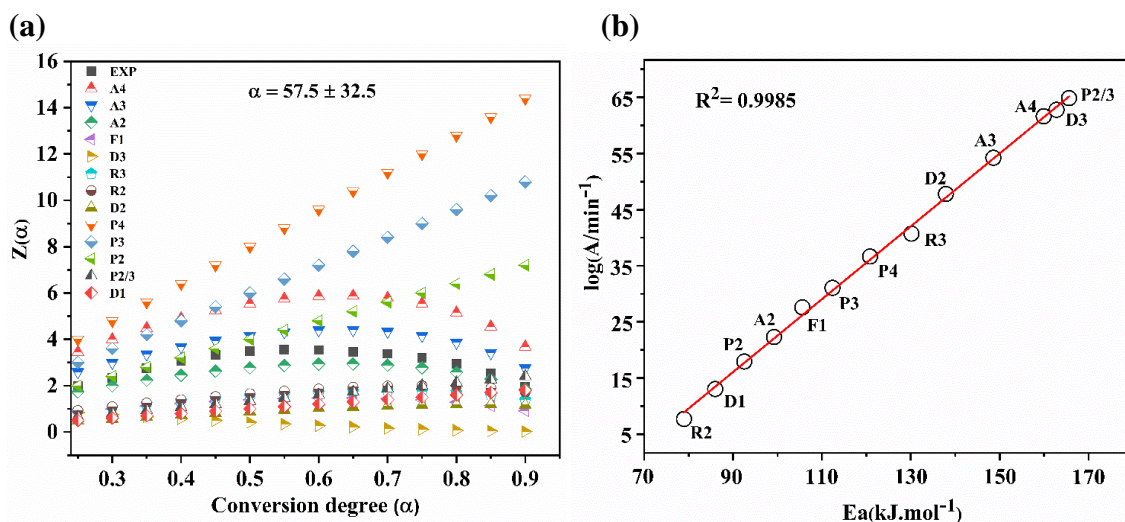 (a)
16
14
12
10
8
6
4
2
0
Z(α)
α = 57.5 ± 32.5
EXP
A4
A3
A2
F1
D3
R3
R2
D2
P4
P3
P2
P2/3
D1
0.3 0.4 0.5 0.6 0.7 0.8 0.9
Conversion degree (α)
(b)
65
55
45
35
25
15
5
log(A/min⁻¹)
R²= 0.9985
P2/3
D3
A4
A3
D2
R3
P4
P3
F1
A2
P2
D1
R2
70 90 110 130 150 170
Ea(kJ.mol⁻¹)